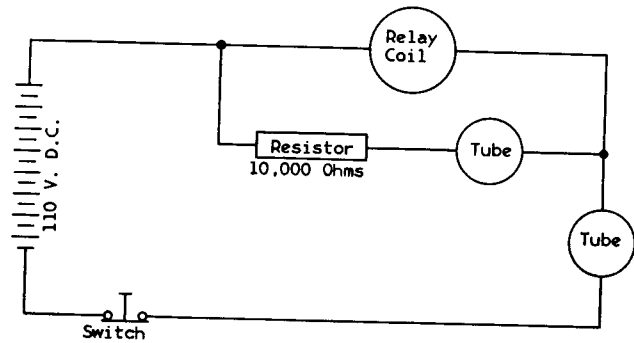 Relay
Coil
110 V. D.C.
Resistor
10,000 Ohms
Tube
Tube
Switch